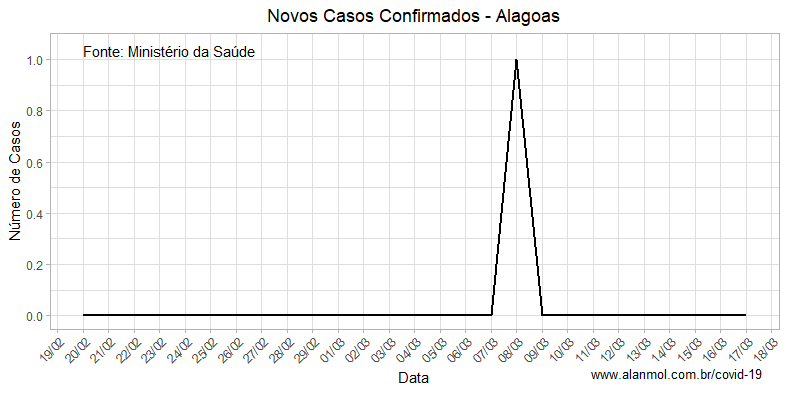 Novos Casos Confirmados - Alagoas
Fonte: Ministério da Saúde
Número de Casos
1.0
0.8
0.6
0.4
0.2
0.0
19/02 20/02 21/02 22/02 23/02 24/02 25/02 26/02 27/02 28/02 29/02 01/03 02/03 03/03 04/03 05/03 06/03 07/03 08/03 09/03 10/03 11/03 12/03 13/03 14/03 15/03 16/03 17/03 18/03
Data
www.alanmol.com.br/covid-19